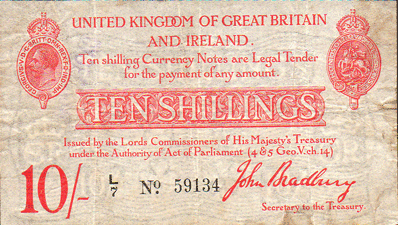 UNITED KINGDOM OF GREAT BRITAIN
AND IRELAND.
Ten shilling Currency Notes are Legal Tender
for the payment of any amount.
TEN SHILLINGS
Issued by the Lords Commissioners of His Majesty's Treasury
under the Authority of Act of Parliament (4 & 5 Geo. V. ch. 14)
10/- L/7 Nº 59134 John Bradbury
Secretary to the Treasury.